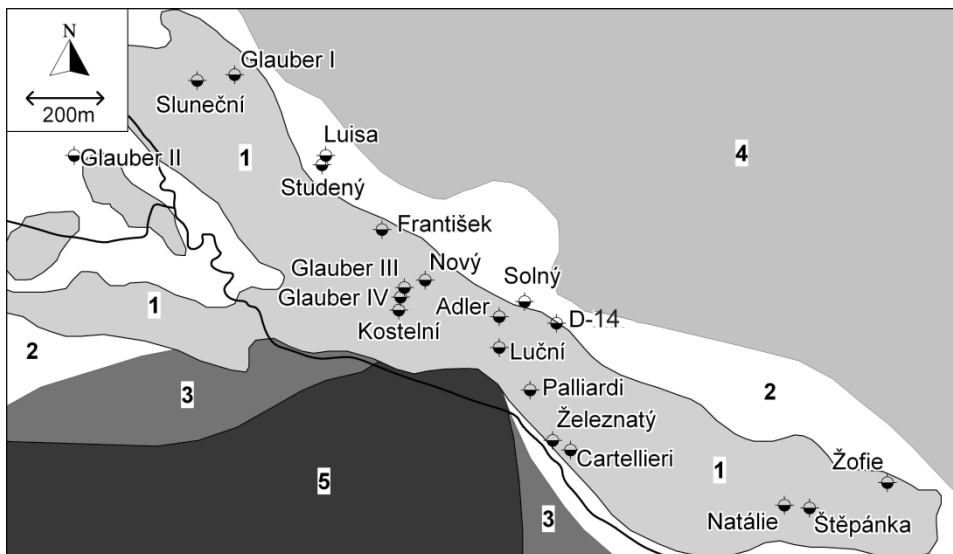 N
200m
Glauber I
Sluneční
Glauber II
1
Luisa
Studený
4
František
Glauber III
Nový
Glauber IV
Kostelní
Solný
Adler
D-14
Luční
1
2
3
Palliardi
2
Železnatý
Cartellieri
1
Žofie
5
3
Natálie
Štěpánka